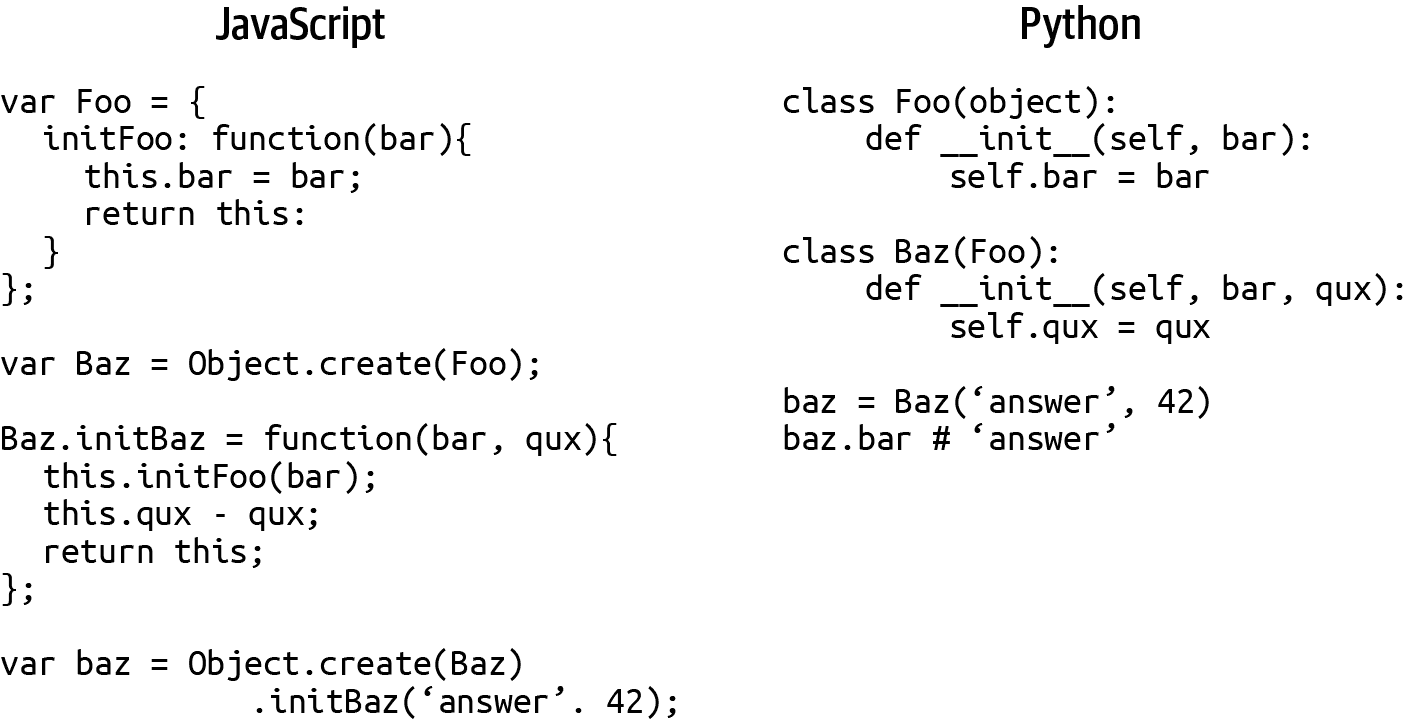 JavaScript
var Foo = {
initFoo: function(bar){
this.bar = bar;
return this:
}
};
var Baz = Object.create(Foo);
Baz.initBaz = function(bar, qux){
this.initFoo(bar);
this.qux - qux;
return this;
};
var baz = Object.create(Baz)
.initBaz(‘answer’. 42);
Python
class Foo(object):
def __init__(self, bar):
self.bar = bar
class Baz(Foo):
def __init__(self, bar, qux):
self.qux = qux
baz = Baz(‘answer’, 42)
baz.bar # ‘answer’